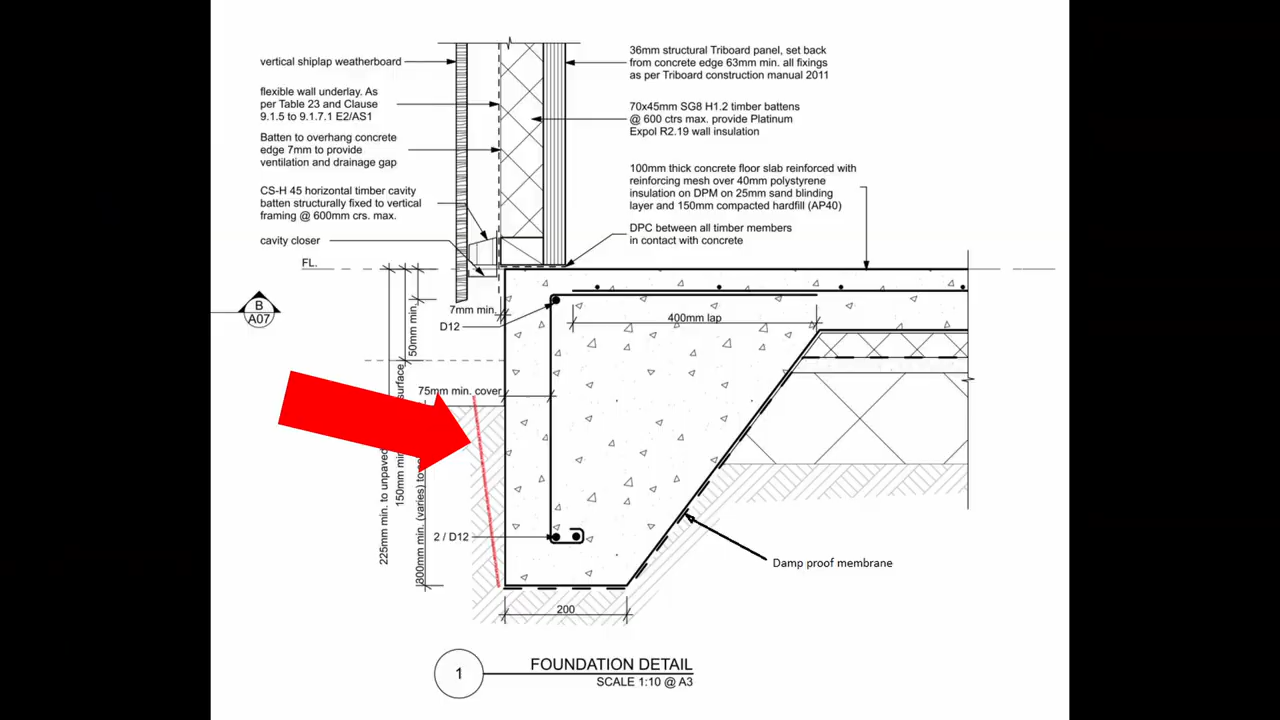 vertical shiplap weatherboard
flexible wall underlay. As
per Table 23 and Clause
9.1.5 to 9.1.7.1 E2/AS1
Batten to overhang concrete
edge 7mm to provide
ventilation and drainage gap
CS-H 45 horizontal timber cavity
batten structurally fixed to vertical
framing @ 600mm crs. max.
cavity closer
FL.
36mm structural Triboard panel, set back
from concrete edge 63mm min. all fixings
as per Triboard construction manual 2011
70x45mm SG8 H1.2 timber battens
@ 600 ctrs max. provide Platinum
Expol R2.19 wall insulation
100mm thick concrete floor slab reinforced with
reinforcing mesh over 40mm polystyrene
insulation on DPM on 25mm sand blinding
layer and 150mm compacted hardfill (AP40)
DPC between all timber members
in contact with concrete
B
A07
7mm min.
D12
400mm lap
50mm min.
75mm min. cover
225mm min. to unpaved
150mm min
surface
300mm min. (varies) to
2 / D12
Damp proof membrane
200
1
FOUNDATION DETAIL
SCALE 1:10 @ A3